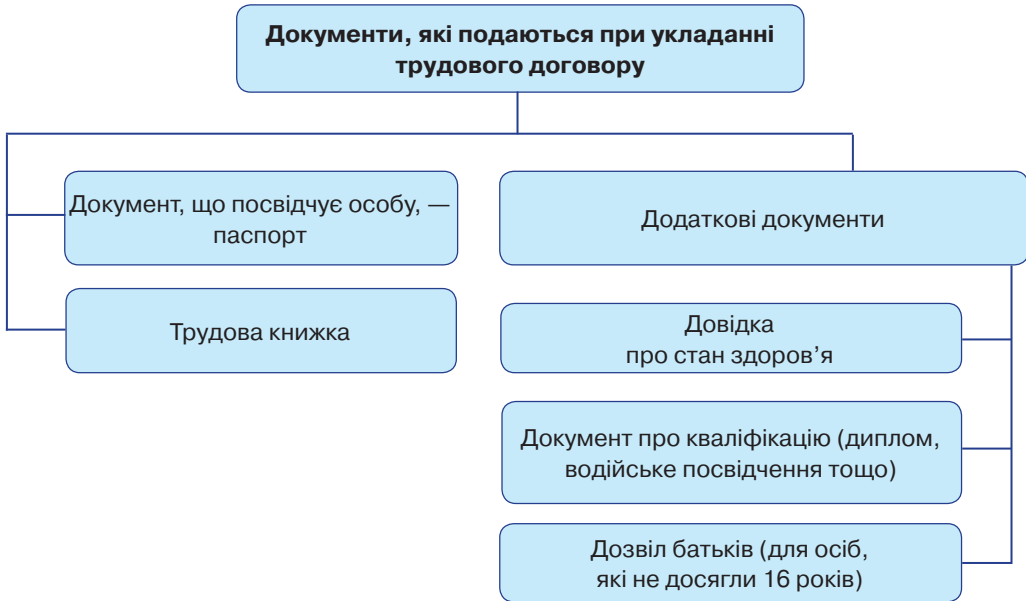 Документи, які подаються при укладанні
трудового договору
Документ, що посвідчує особу, —
паспорт
Трудова книжка
Додаткові документи
Довідка
про стан здоров’я
Документ про кваліфікацію (диплом,
водійське посвідчення тощо)
Дозвіл батьків (для осіб,
які не досягли 16 років)